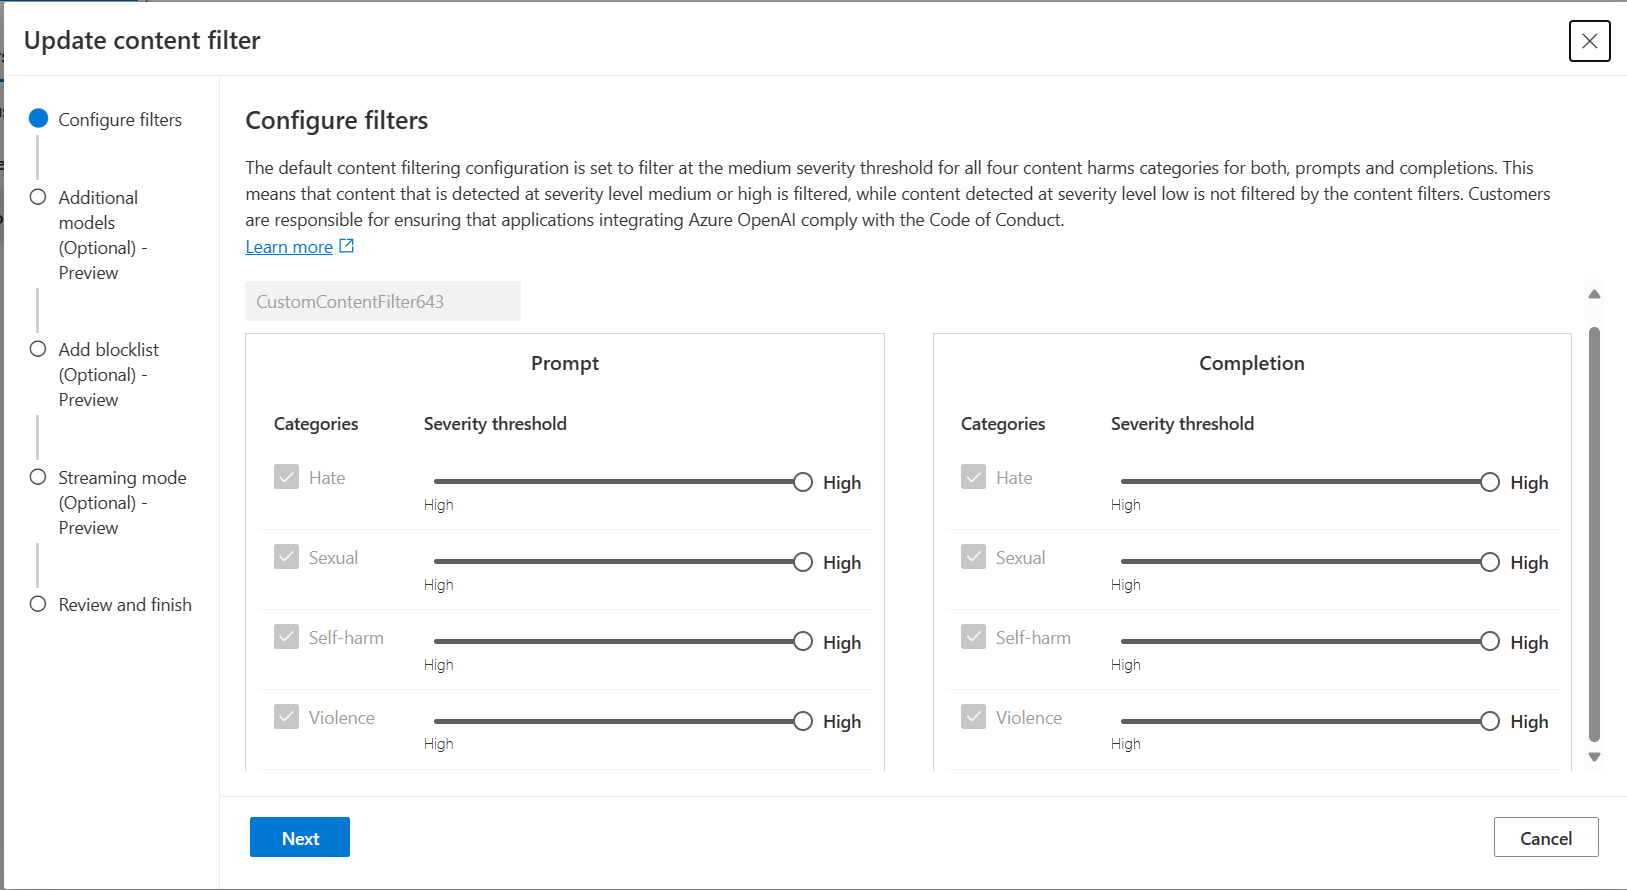 Update content filter
Configure filters
Additional
models
(Optional) -
Preview
Add blocklist
(Optional) -
Preview
Streaming mode
(Optional) -
Preview
Review and finish
Configure filters
The default content filtering configuration is set to filter at the medium severity threshold for all four content harms categories for both, prompts and completions. This
means that content that is detected at severity level medium or high is filtered, while content detected at severity level low is not filtered by the content filters. Customers
are responsible for ensuring that applications integrating Azure OpenAI comply with the Code of Conduct.
Learn more
CustomContentFilter643
Prompt
Categories Severity threshold
Hate High
High
Sexual High
High
Self-harm High
High
Violence High
High
Completion
Categories Severity threshold
Hate High
High
Sexual High
High
Self-harm High
High
Violence High
High
Next
Cancel